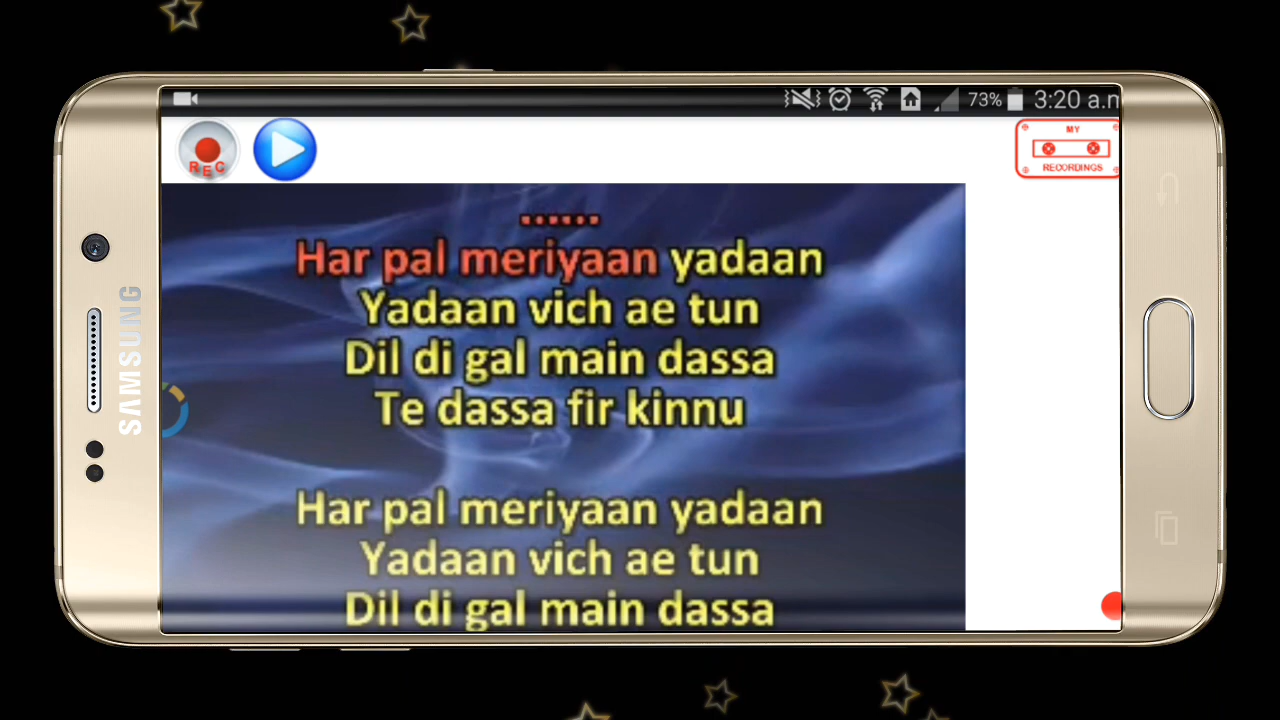 73% 3:20 a.m
REC
MY
RECORDINGS
......
Har pal meriyaan yadaan
Yadaan vich ae tun
Dil di gal main dassa
Te dassa fir kinnu
Har pal meriyaan yadaan
Yadaan vich ae tun
Dil di gal main dassa
SAMSUNG